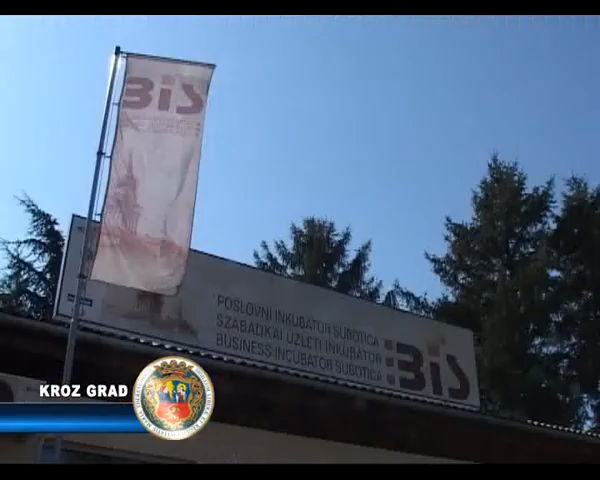 BiS
POSLOVNI INKUBATOR SUBOTICA
SZABADKAI ÜZLETI INKUBÁTOR
BUSINESS INCUBATOR SUBOTICA
BiS
KROZ GRAD